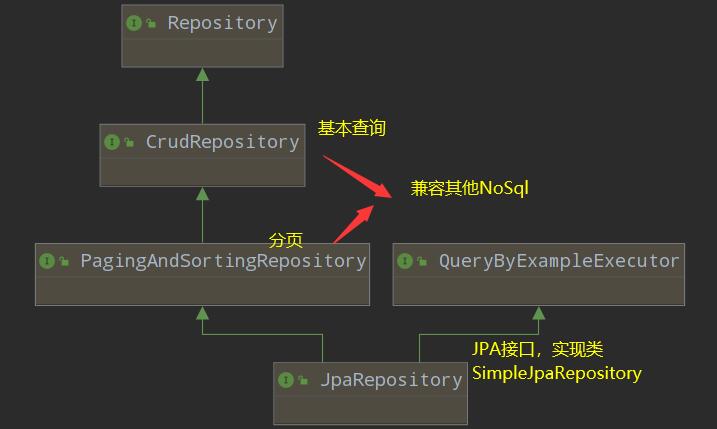 Repository
CrudRepository
基本查询
兼容其他NoSql
分页
PagingAndSortingRepository
QueryByExampleExecutor
JPA接口，实现类
SimpleJpaRepository
JpaRepository